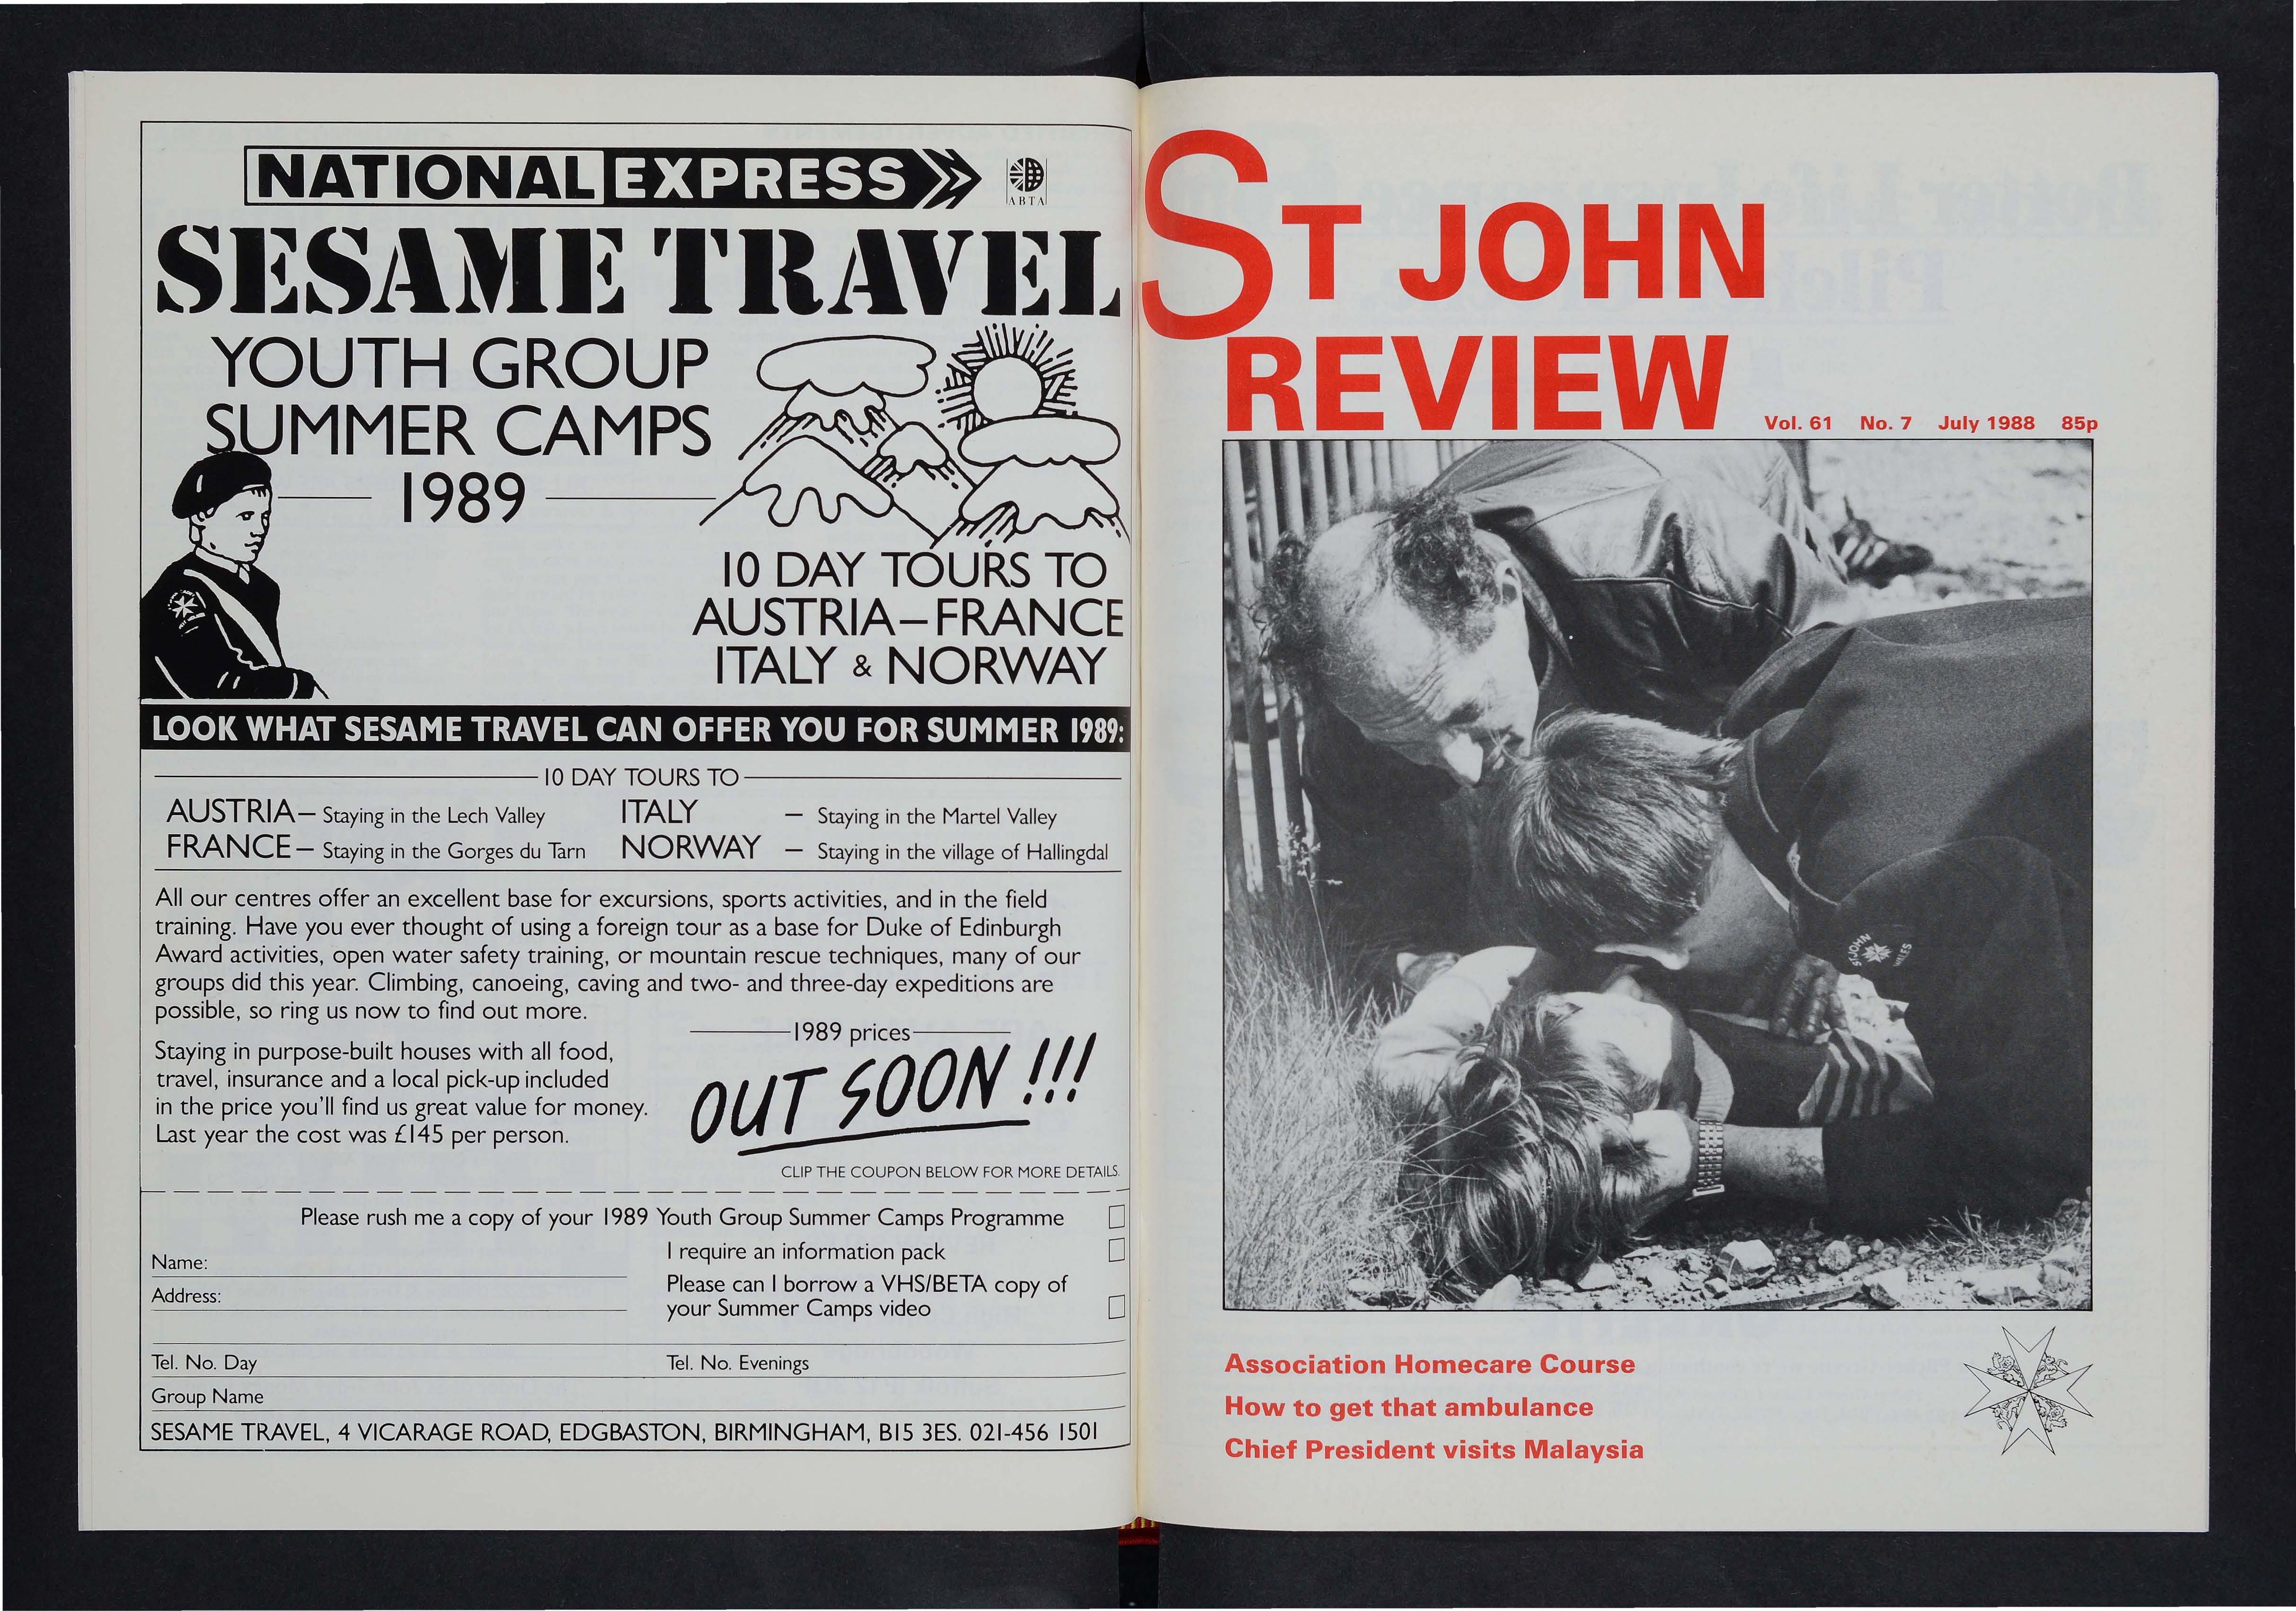 NATIONAL EXPRESS
ABTA
SESAME TRAVEL
YOUTH GROUP
SUMMER CAMPS
1989
10 DAY TOURS TO
AUSTRIA–FRANCE
ITALY & NORWAY
LOOK WHAT SESAME TRAVEL CAN OFFER YOU FOR SUMMER 1989:
10 DAY TOURS TO
AUSTRIA– Staying in the Lech Valley ITALY – Staying in the Martel Valley
FRANCE– Staying in the Gorges du Tarn NORWAY – Staying in the village of Hallingdal
All our centres offer an excellent base for excursions, sports activities, and in the field
training. Have you ever thought of using a foreign tour as a base for Duke of Edinburgh
Award activities, open water safety training, or mountain rescue techniques, many of our
groups did this year. Climbing, canoeing, caving and two- and three-day expeditions are
possible, so ring us now to find out more.
Staying in purpose-built houses with all food,
travel, insurance and a local pick-up included
in the price you'll find us great value for money.
Last year the cost was £145 per person.
1989 prices
OUT SOON!!!
CLIP THE COUPON BELOW FOR MORE DETAILS.
Please rush me a copy of your 1989 Youth Group Summer Camps Programme
I require an information pack
Name:
Please can I borrow a VHS/BETA copy of
your Summer Camps video
Address:
Tel. No. Day Tel. No. Evenings
Group Name
SESAME TRAVEL, 4 VICARAGE ROAD, EDGBASTON, BIRMINGHAM, B15 3ES. 021-456 1501
ST JOHN
REVIEW
Vol. 61 No. 7 July 1988 85p
ST JOHN
WALES
Association Homecare Course
How to get that ambulance
Chief President visits Malaysia